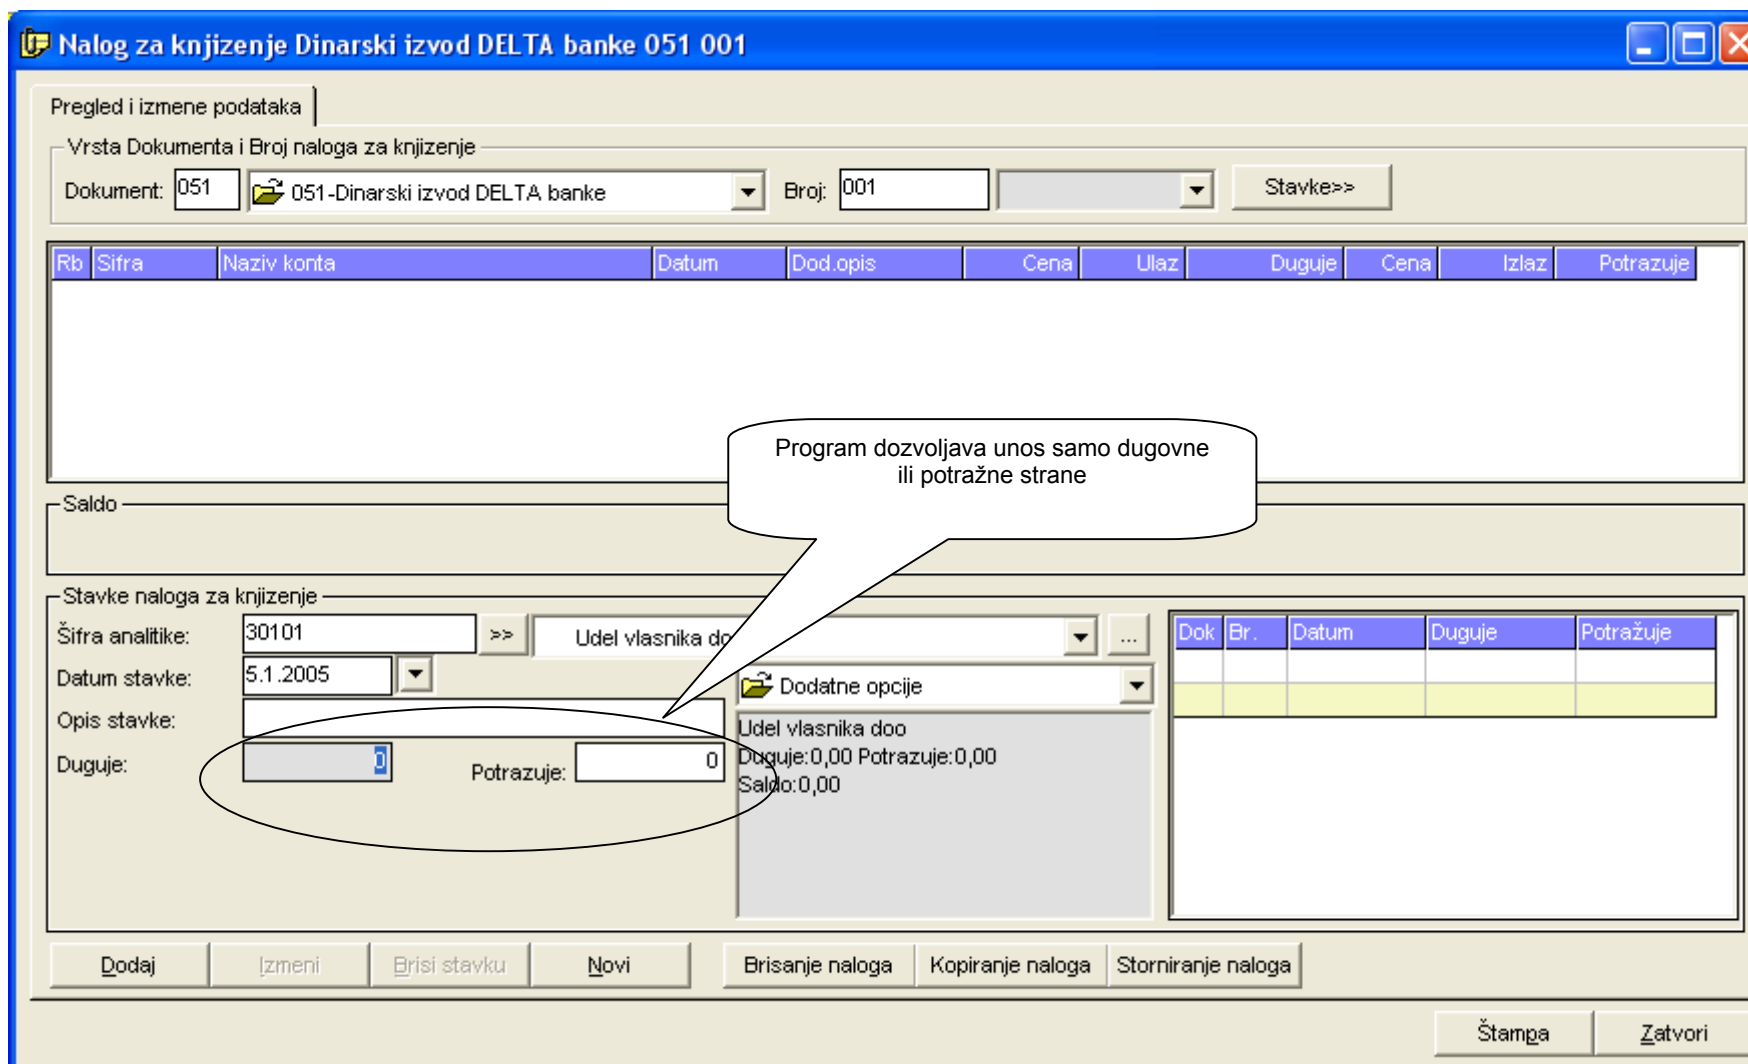 Nalog za knjizenje Dinarski izvod DELTA banke 051 001
Pregled i izmene podataka
Vrsta Dokumenta i Broj naloga za knjizenje
Dokument: 051 051-Dinarski izvod DELTA banke Broj: 001 Stavke>>
Rb Sifra Naziv konta Datum Dod.opis Cena Ulaz Duguje Cena Izlaz Potrazuje
Program dozvoljava unos samo dugovne
ili potražne strane
Saldo
Stavke naloga za knjizenje
Šifra analitike: 30101 >> Udel vlasnika do ...
Datum stavke: 5.1.2005
Dodatne opcije
Opis stavke:
Duguje: 0 Potrazuje: 0
Udel vlasnika doo
Duguje:0,00 Potrazuje:0,00
Saldo:0,00
Dok Br. Datum Duguje Potražuje
Dodaj Izmeni Brisi stavku Novi Brisanje naloga Kopiranje naloga Storniranje naloga
Štampa Zatvori